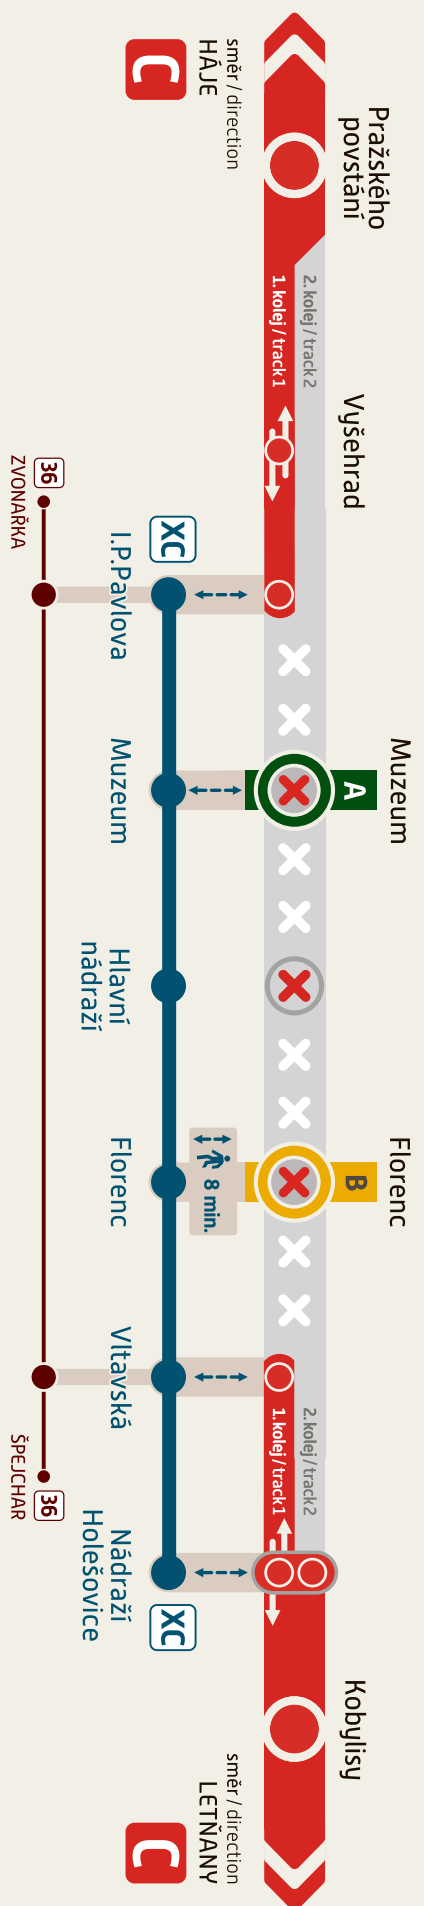 C
směr / direction
HÁJE
Pražského
povstání
2. kolej / track 2
1. kolej / track 1
Vyšehrad
Muzeum
A
Florenc
B
8 min.
2. kolej / track 2
1. kolej / track 1
Kobylisy
směr / direction
LETŇANY
C
XC
I.P.Pavlova
Muzeum
Hlavní
nádraží
Florenc
Vltavská
Nádraží
Holešovice
XC
36
ZVONAŘKA
36
ŠPEJCHAR